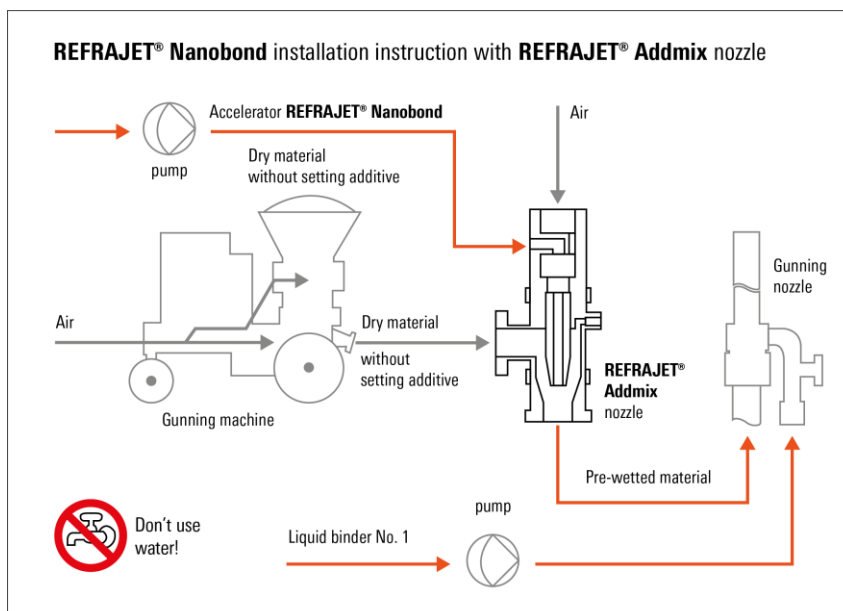 REFRAJET® Nanobond installation instruction with REFRAJET® Addmix nozzle
Accelerator REFRAJET® Nanobond
Air
pump
Dry material
without setting additive
Gunning
nozzle
Air
Dry material
without
setting additive
REFRAJET®
Addmix
nozzle
Gunning machine
Pre-wetted material
Don't use
water!
pump
Liquid binder No. 1